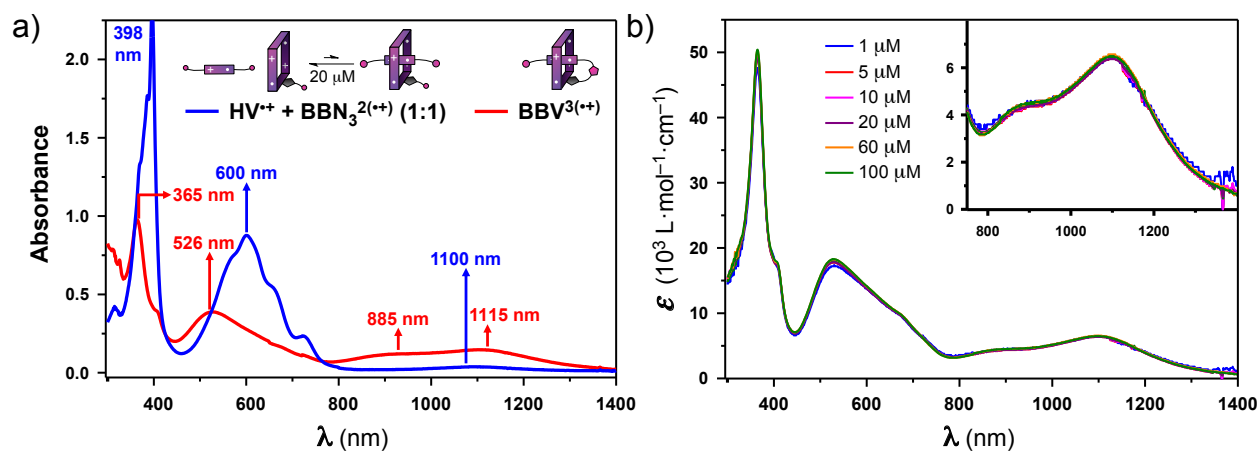 a)
2.0
1.5
1.0
0.5
0.0
Absorbance
398
nm
20 μM
HV•+ + BBN₃²(•+) (1:1)
BBV³(•+)
600 nm
365 nm
526 nm
1100 nm
885 nm
1115 nm
400 600 800 1000 1200 1400
λ (nm)
b)
50
40
30
20
10
0
ε (10³ L·mol⁻¹·cm⁻¹)
1 μM
5 μM
10 μM
20 μM
60 μM
100 μM
6
4
2
0
800 1000 1200
400 600 800 1000 1200 1400
λ (nm)